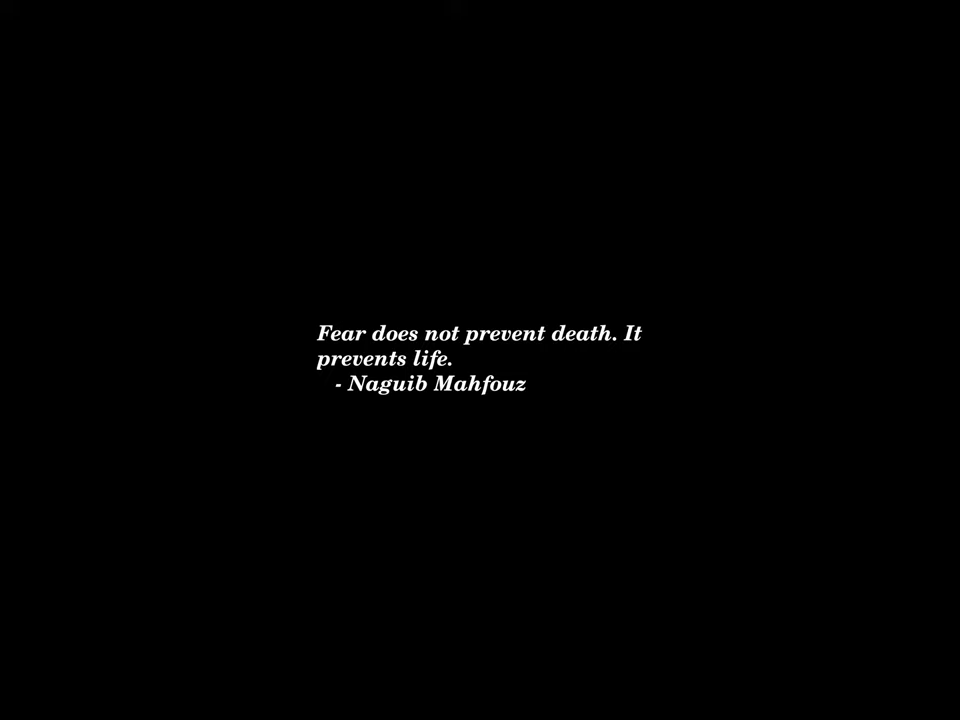 Fear does not prevent death. It
prevents life.
- Naguib Mahfouz